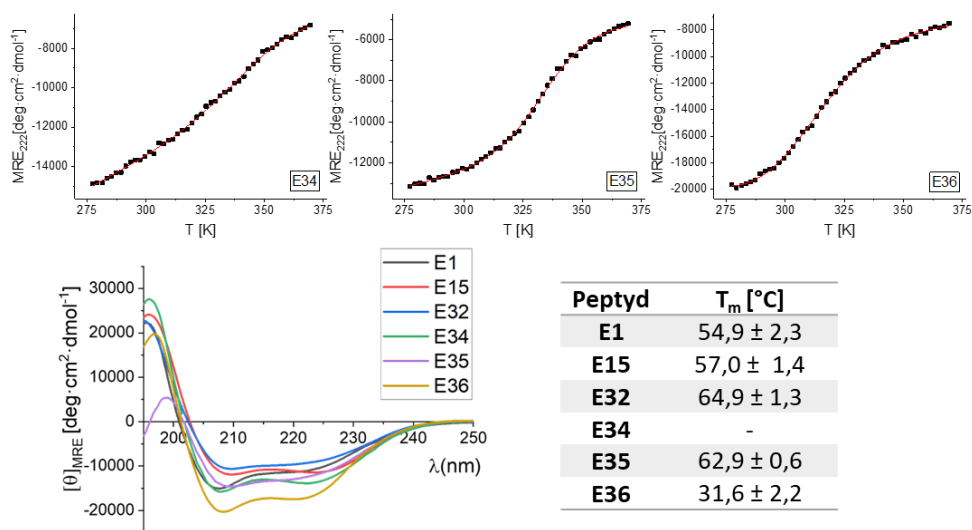 -8000
-10000
-12000
-14000
MRE222[deg·cm2·dmol-1]
E34
275 300 325 350 375
T [K]
-6000
-8000
-10000
-12000
MRE222[deg·cm2·dmol-1]
E35
275 300 325 350 375
T [K]
-8000
-10000
-12000
-14000
-16000
-18000
-20000
MRE222[deg·cm2·dmol-1]
E36
275 300 325 350 375
T [K]
E1
E15
E32
E34
E35
E36
30000
20000
10000
0
-10000
-20000
[θ]MRE [deg·cm2·dmol-1]
200 210 220 230 240 250
λ(nm)
Peptyd Tm [°C]
E1 54,9 ± 2,3
E15 57,0 ± 1,4
E32 64,9 ± 1,3
E34 -
E35 62,9 ± 0,6
E36 31,6 ± 2,2